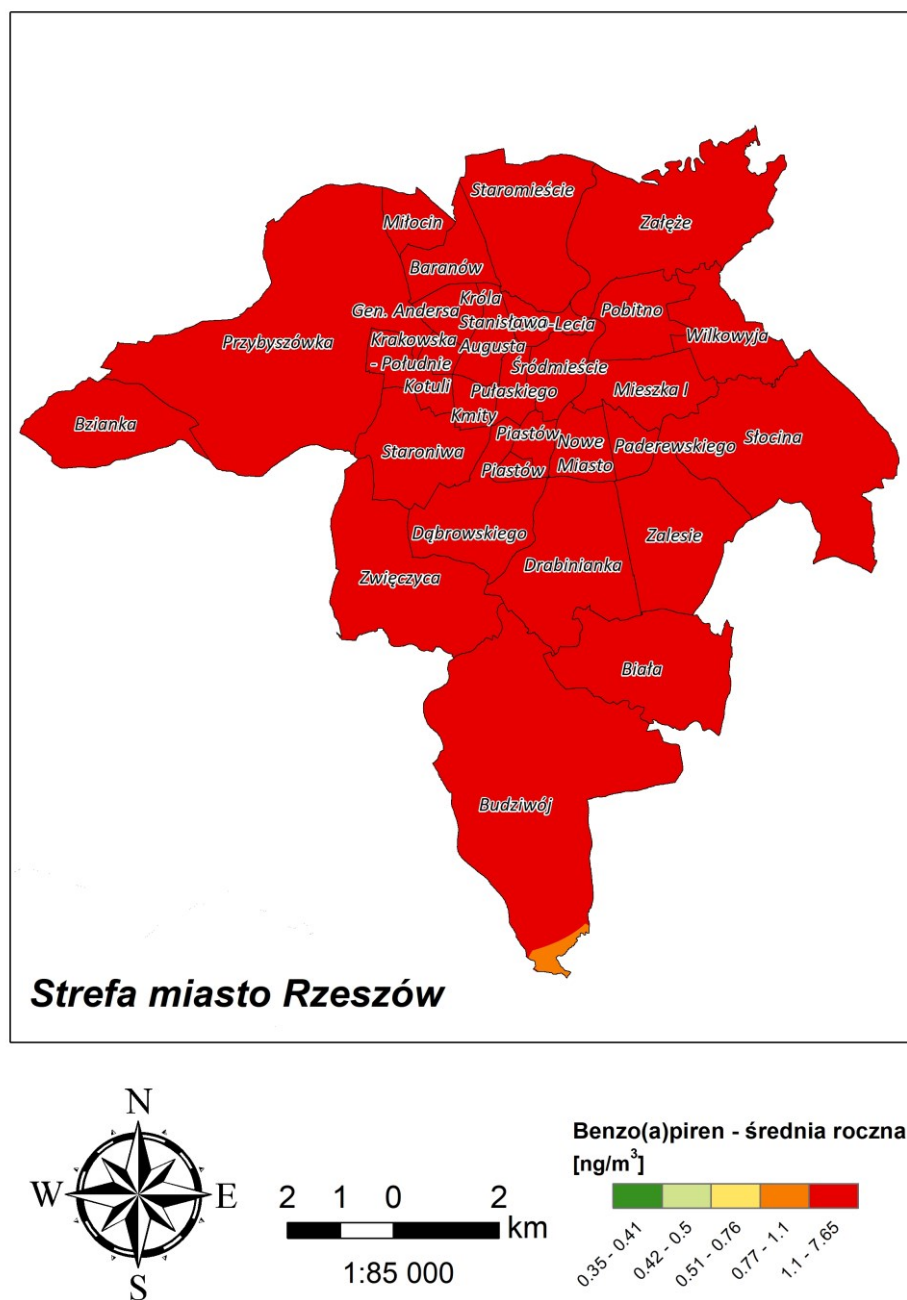 Staromieście
Miłocin
Załęże
Baranów
Króla
Gen. Andersa
Stanisława
-Lecia
Pobitno
Przybyszówka
Krakowska
Augusta
Wilkowyja
- Południe
Śródmieście
Kotuli
Pułaskiego
Mieszka I
Bzianka
Kmity
Piastów
Nowe
Paderewskiego
Słocina
Staroniwa
Piastów
Miasto
Dąbrowskiego
Zalesie
Zwięczyca
Drabinianka
Biała
Budziwój
Strefa miasto Rzeszów
N
W
E
S
2 1 0 2
km
1:85 000
Benzo(a)piren - średnia roczna
[ng/m³]
0.35 - 0.41
0.42 - 0.5
0.51 - 0.76
0.77 - 1.1
1.1 - 7.65